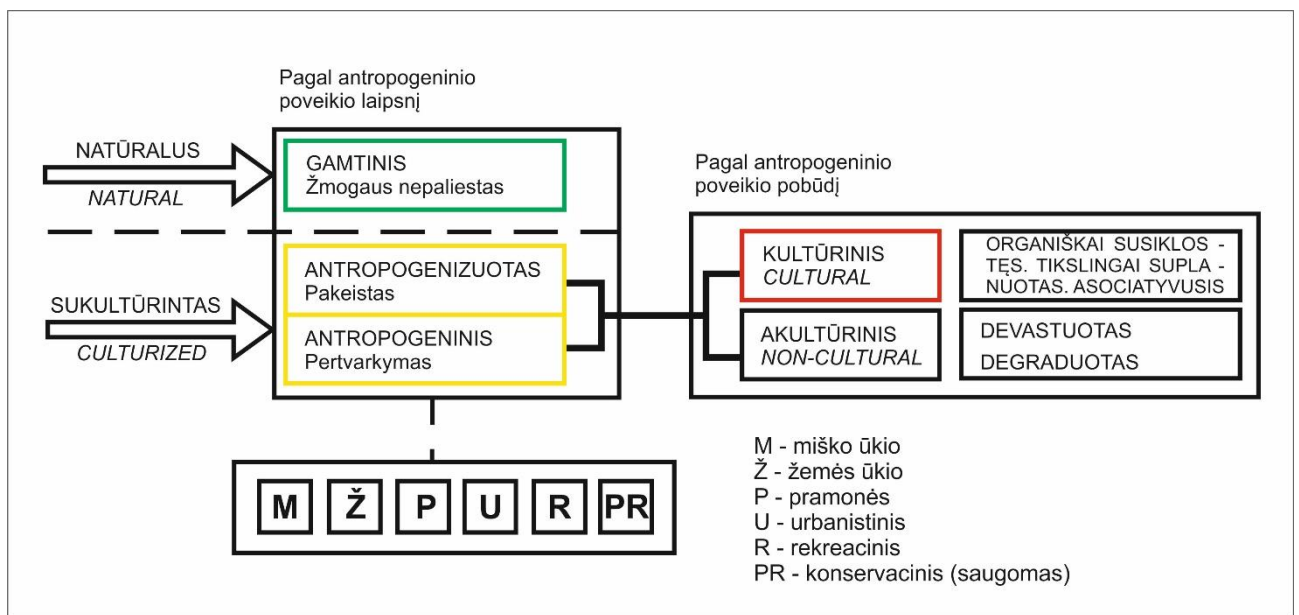 Pagal antropogeninio
poveikio laipsnį
NATŪRALUS
NATURAL
GAMTINIS
Žmogaus nepaliestas
SUKULTŪRINTAS
CULTURIZED
ANTROPOGENIZUOTAS
Pakeistas
ANTROPOGENINIS
Pertvarkymas
Pagal antropogeninio
poveikio pobūdį
KULTŪRINIS
CULTURAL
ORGANIŠKAI SUSIKLOS -
TĘS. TIKSLINGAI SUPLA -
NUOTAS. ASOCIATYVUSIS
AKULTŪRINIS
NON-CULTURAL
DEVASTUOTAS
DEGRADUOTAS
M Ž P U R PR
M - miško ūkio
Ž - žemės ūkio
P - pramonės
U - urbanistinis
R - rekreacinis
PR - konservacinis (saugomas)